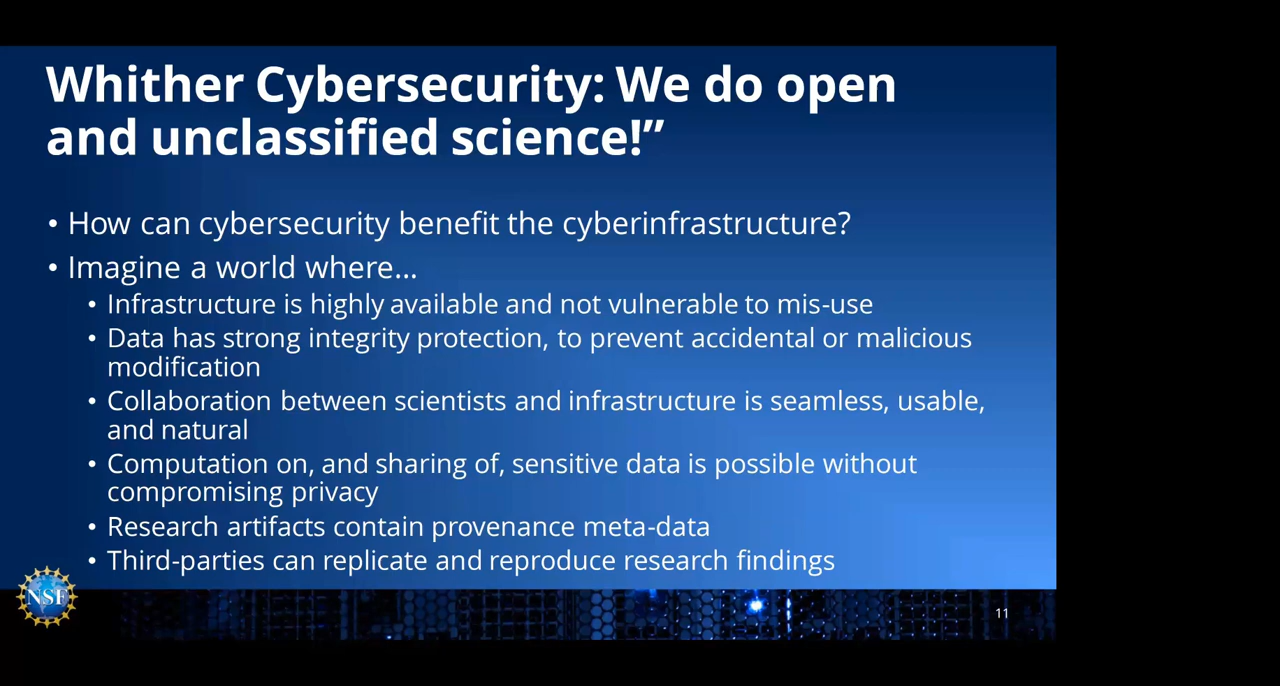 Whither Cybersecurity: We do open
and unclassified science!”
• How can cybersecurity benefit the cyberinfrastructure?
• Imagine a world where…
• Infrastructure is highly available and not vulnerable to mis-use
• Data has strong integrity protection, to prevent accidental or malicious
modification
• Collaboration between scientists and infrastructure is seamless, usable,
and natural
• Computation on, and sharing of, sensitive data is possible without
compromising privacy
• Research artifacts contain provenance meta-data
• Third-parties can replicate and reproduce research findings
NSF
11